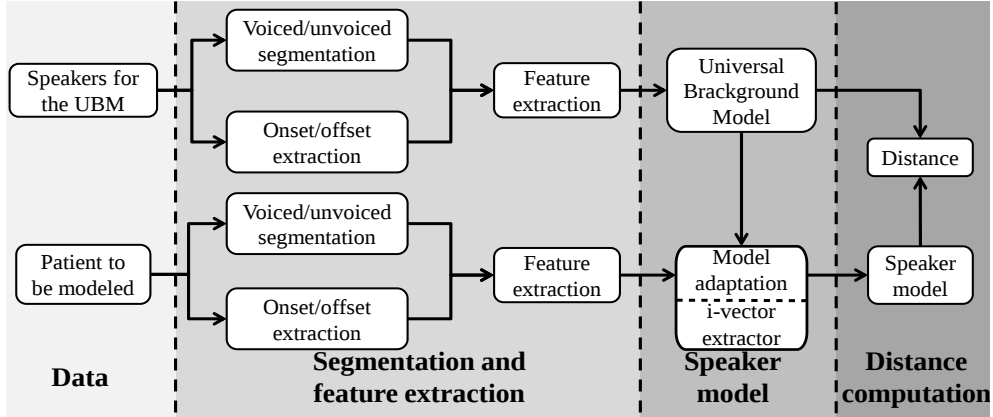 Speakers for
the UBM
Voiced/unvoiced
segmentation
Onset/offset
extraction
Feature
extraction
Universal
Brackground
Model
Distance
Patient to
be modeled
Voiced/unvoiced
segmentation
Onset/offset
extraction
Feature
extraction
Model
adaptation
i-vector
extractor
Speaker
model
Data
Segmentation and
feature extraction
Speaker
model
Distance
computation